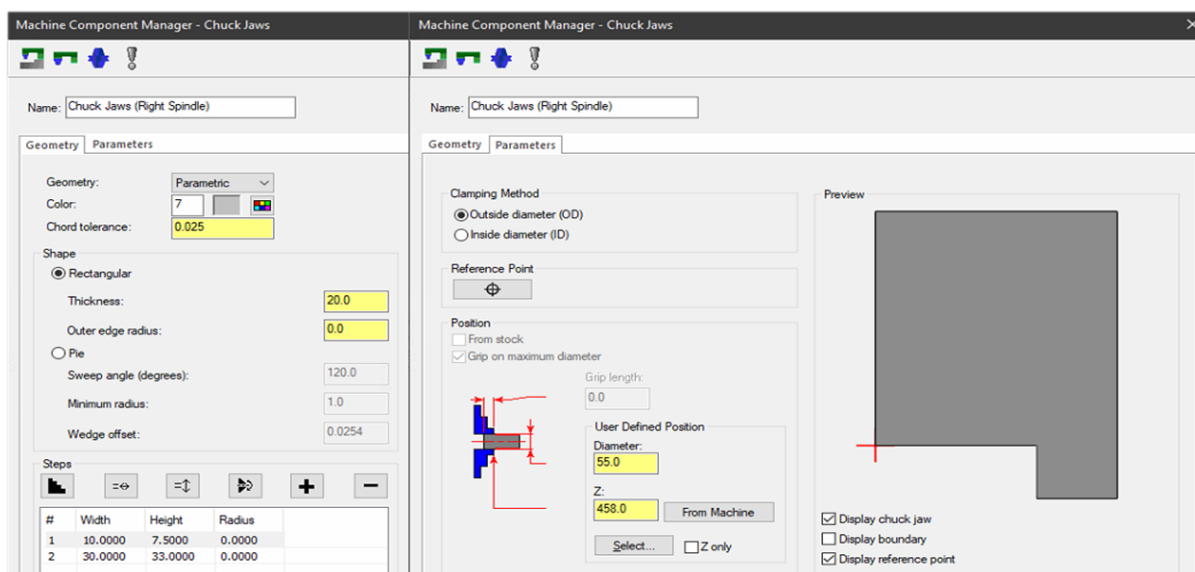 Machine Component Manager - Chuck Jaws
Name: Chuck Jaws (Right Spindle)
Geometry Parameters
Geometry: Parametric
Color: 7
Chord tolerance: 0.025
Shape
Rectangular
Thickness: 20.0
Outer edge radius: 0.0
Pie
Sweep angle (degrees): 120.0
Minimum radius: 1.0
Wedge offset: 0.0254
Steps
# Width Height Radius
1 10.0000 7.5000 0.0000
2 30.0000 33.0000 0.0000
Machine Component Manager - Chuck Jaws
Name: Chuck Jaws (Right Spindle)
Geometry Parameters
Clamping Method
Outside diameter (OD)
Inside diameter (ID)
Reference Point
Position
From stock
Grip on maximum diameter
Grip length:
0.0
User Defined Position
Diameter:
55.0
Z:
458.0 From Machine
Select... Z only
Preview
Display chuck jaw
Display boundary
Display reference point